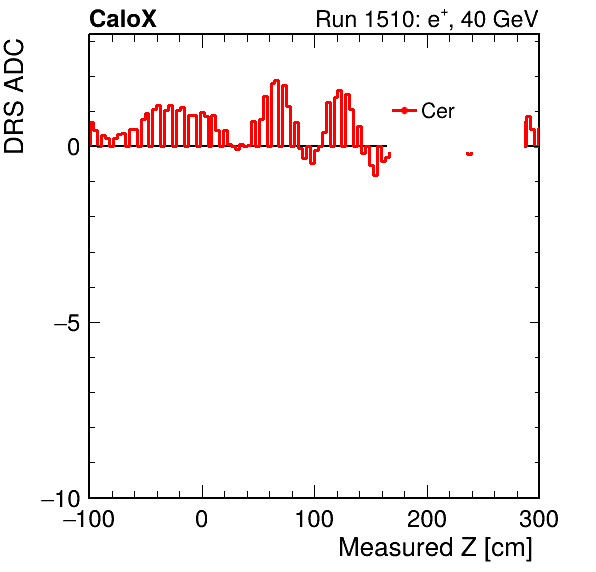 CaloX
Run 1510: e⁺, 40 GeV
DRS ADC
Cer
0
−5
−10
−100 0 100 200 300
Measured Z [cm]